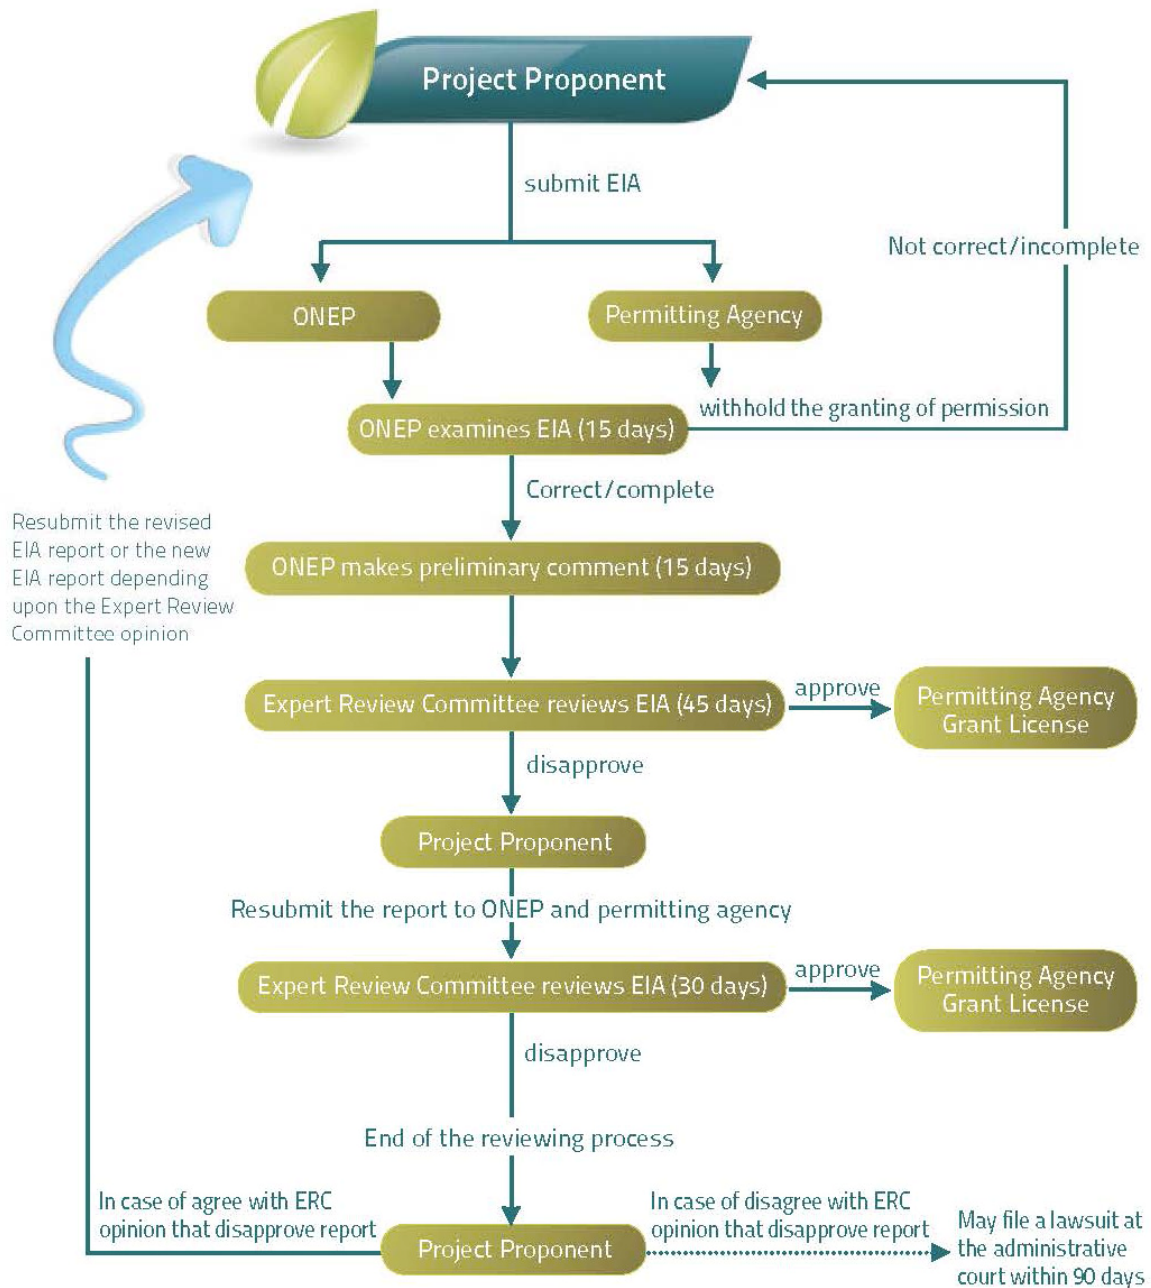 Project Proponent
submit EIA
Not correct/incomplete
ONEP
Permitting Agency
withhold the granting of permission
ONEP examines EIA (15 days)
Correct/complete
Resubmit the revised
EIA report or the new
EIA report depending
upon the Expert Review
Committee opinion
ONEP makes preliminary comment (15 days)
Expert Review Committee reviews EIA (45 days)
approve
Permitting Agency
Grant License
disapprove
Project Proponent
Resubmit the report to ONEP and permitting agency
Expert Review Committee reviews EIA (30 days)
approve
Permitting Agency
Grant License
disapprove
End of the reviewing process
In case of agree with ERC
opinion that disapprove report
Project Proponent
In case of disagree with ERC
opinion that disapprove report
May file a lawsuit at
the administrative
court within 90 days